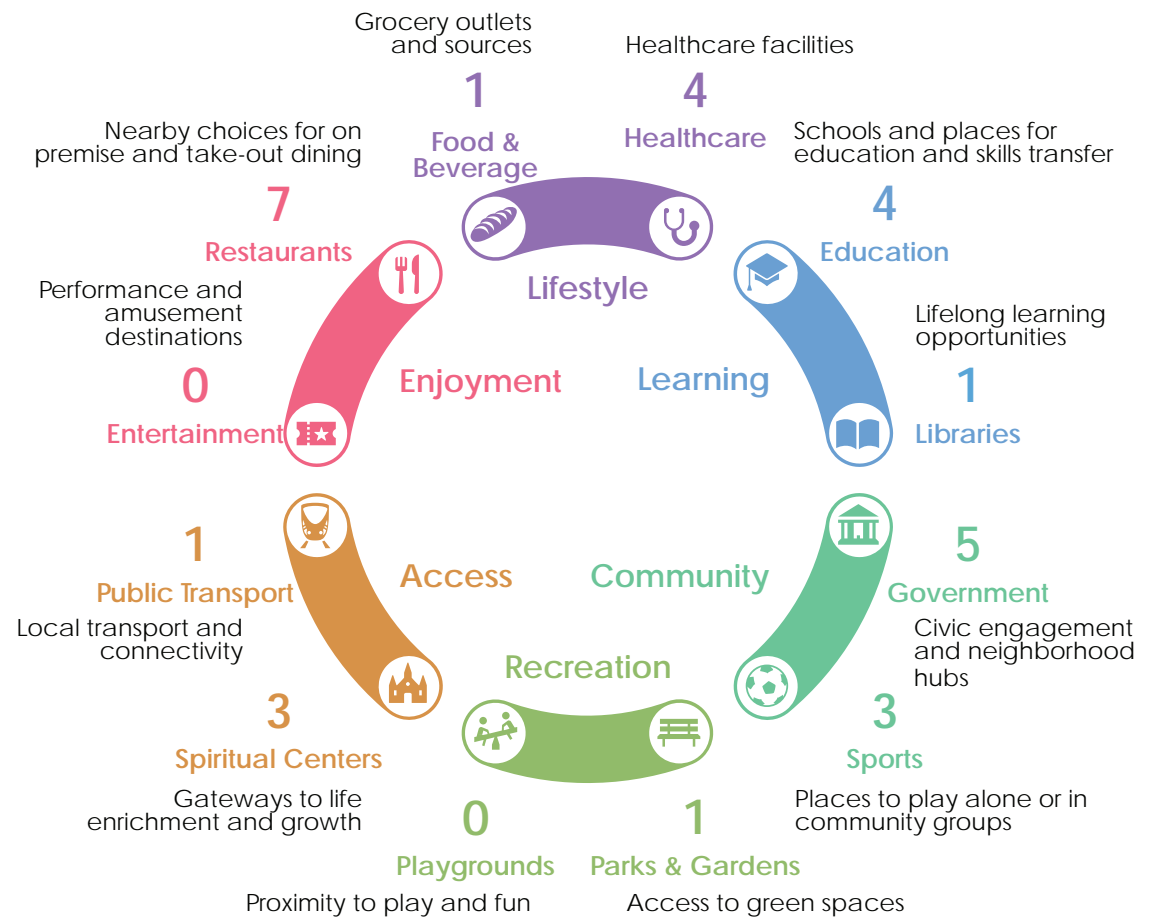 Grocery outlets
and sources
1
Food &
Beverage
Healthcare facilities
4
Healthcare
Lifestyle
Schools and places for
education and skills transfer
4
Education
Lifelong learning
opportunities
1
Libraries
Learning
5
Government
Civic engagement
and neighborhood
hubs
3
Sports
Places to play alone or in
community groups
Community
1
Parks & Gardens
Access to green spaces
0
Playgrounds
Proximity to play and fun
Recreation
3
Spiritual Centers
Gateways to life
enrichment and growth
1
Public Transport
Local transport and
connectivity
Access
Performance and
amusement
destinations
0
Entertainment
Nearby choices for on
premise and take-out dining
7
Restaurants
Enjoyment